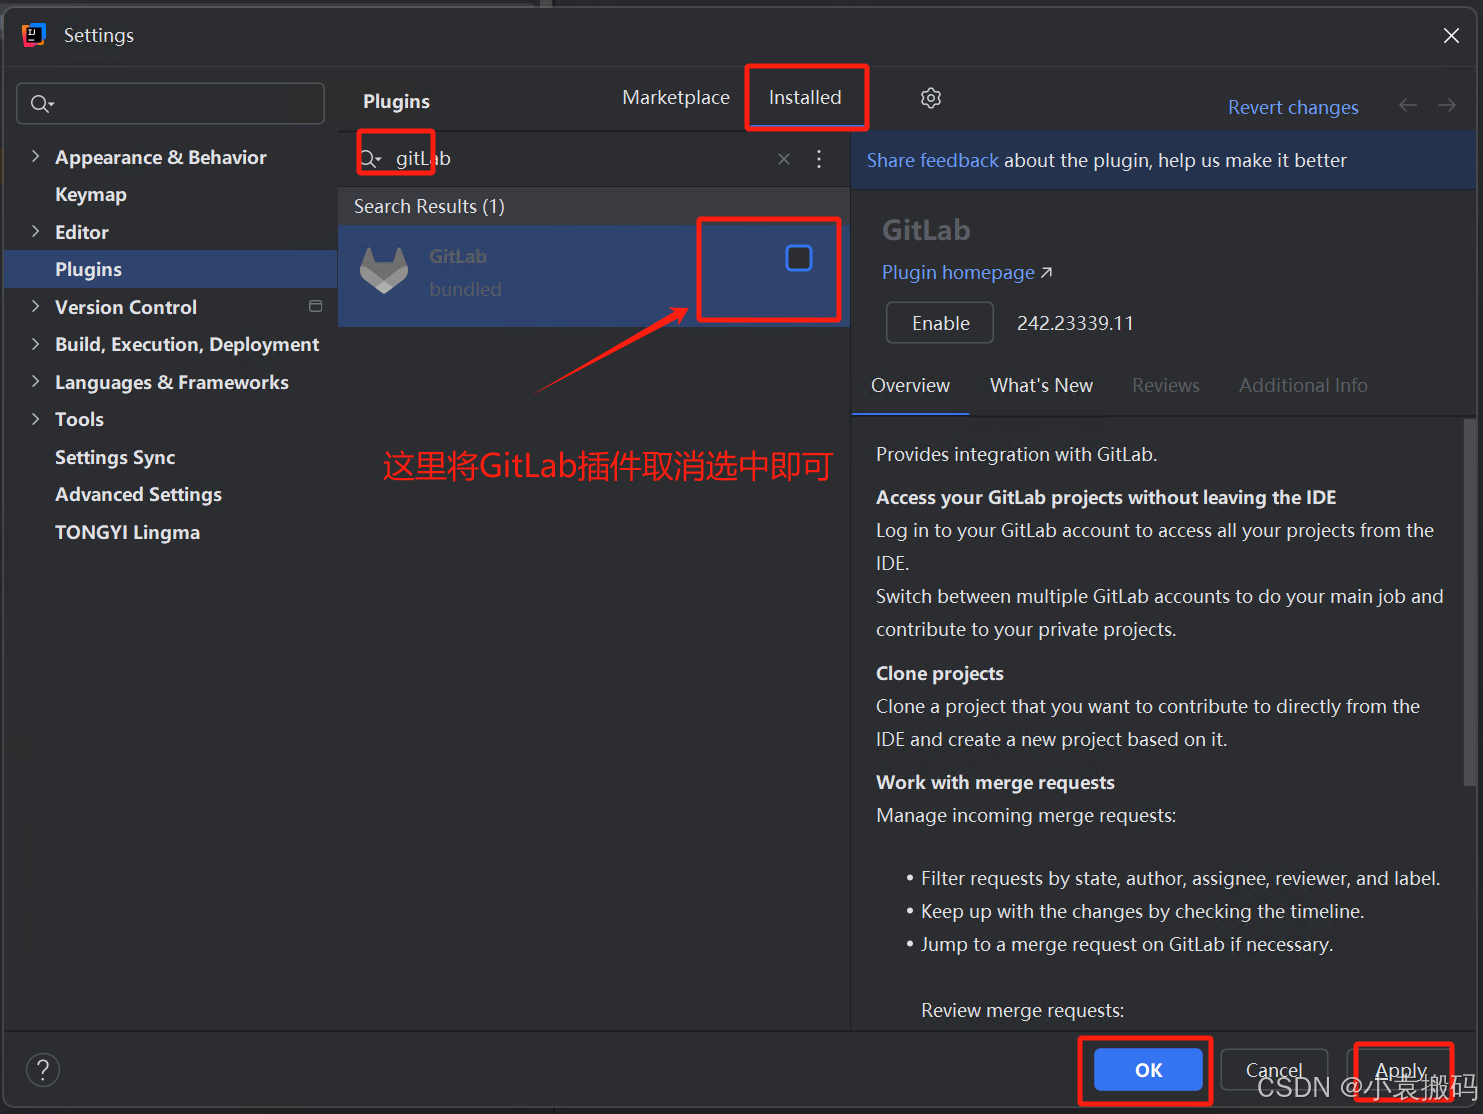 Settings
Plugins
Marketplace
Installed
Revert changes
gitLab
Share feedback about the plugin, help us make it better
Appearance & Behavior
Keymap
Editor
Plugins
Version Control
Build, Execution, Deployment
Languages & Frameworks
Tools
Settings Sync
Advanced Settings
TONGYI Lingma
Search Results (1)
GitLab
bundled
这里将GitLab插件取消选中即可
GitLab
Plugin homepage ↗
Enable
242.23339.11
Overview
What's New
Reviews
Additional Info
Provides integration with GitLab.
Access your GitLab projects without leaving the IDE
Log in to your GitLab account to access all your projects from the
IDE.
Switch between multiple GitLab accounts to do your main job and
contribute to your private projects.
Clone projects
Clone a project that you want to contribute to directly from the
IDE and create a new project based on it.
Work with merge requests
Manage incoming merge requests:
• Filter requests by state, author, assignee, reviewer, and label.
• Keep up with the changes by checking the timeline.
• Jump to a merge request on GitLab if necessary.
Review merge requests:
?
OK
Cancel
Apply
CSDN @小袁搬码